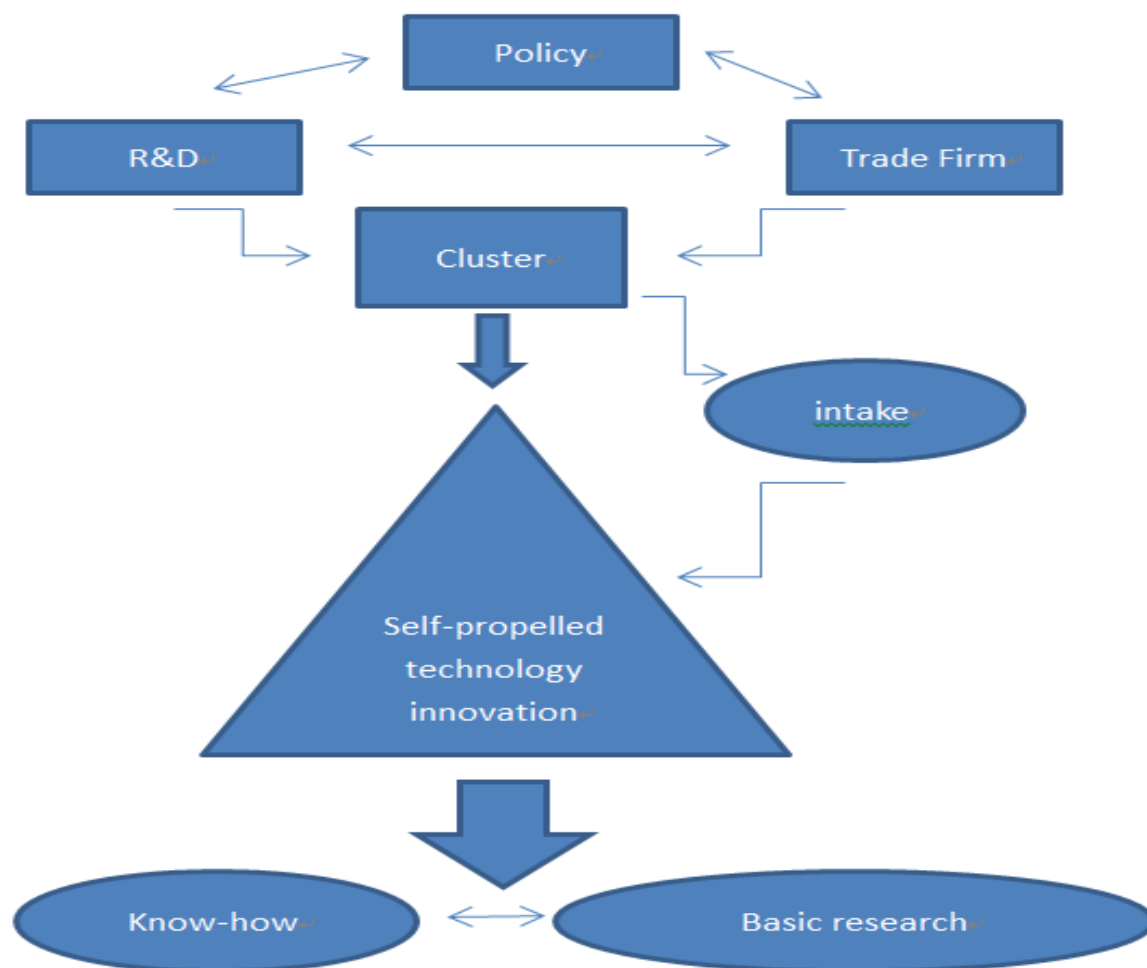 Policy
R&D
Trade Firm
Cluster
intake
Self-propelled
technology
innovation
Know-how
Basic research